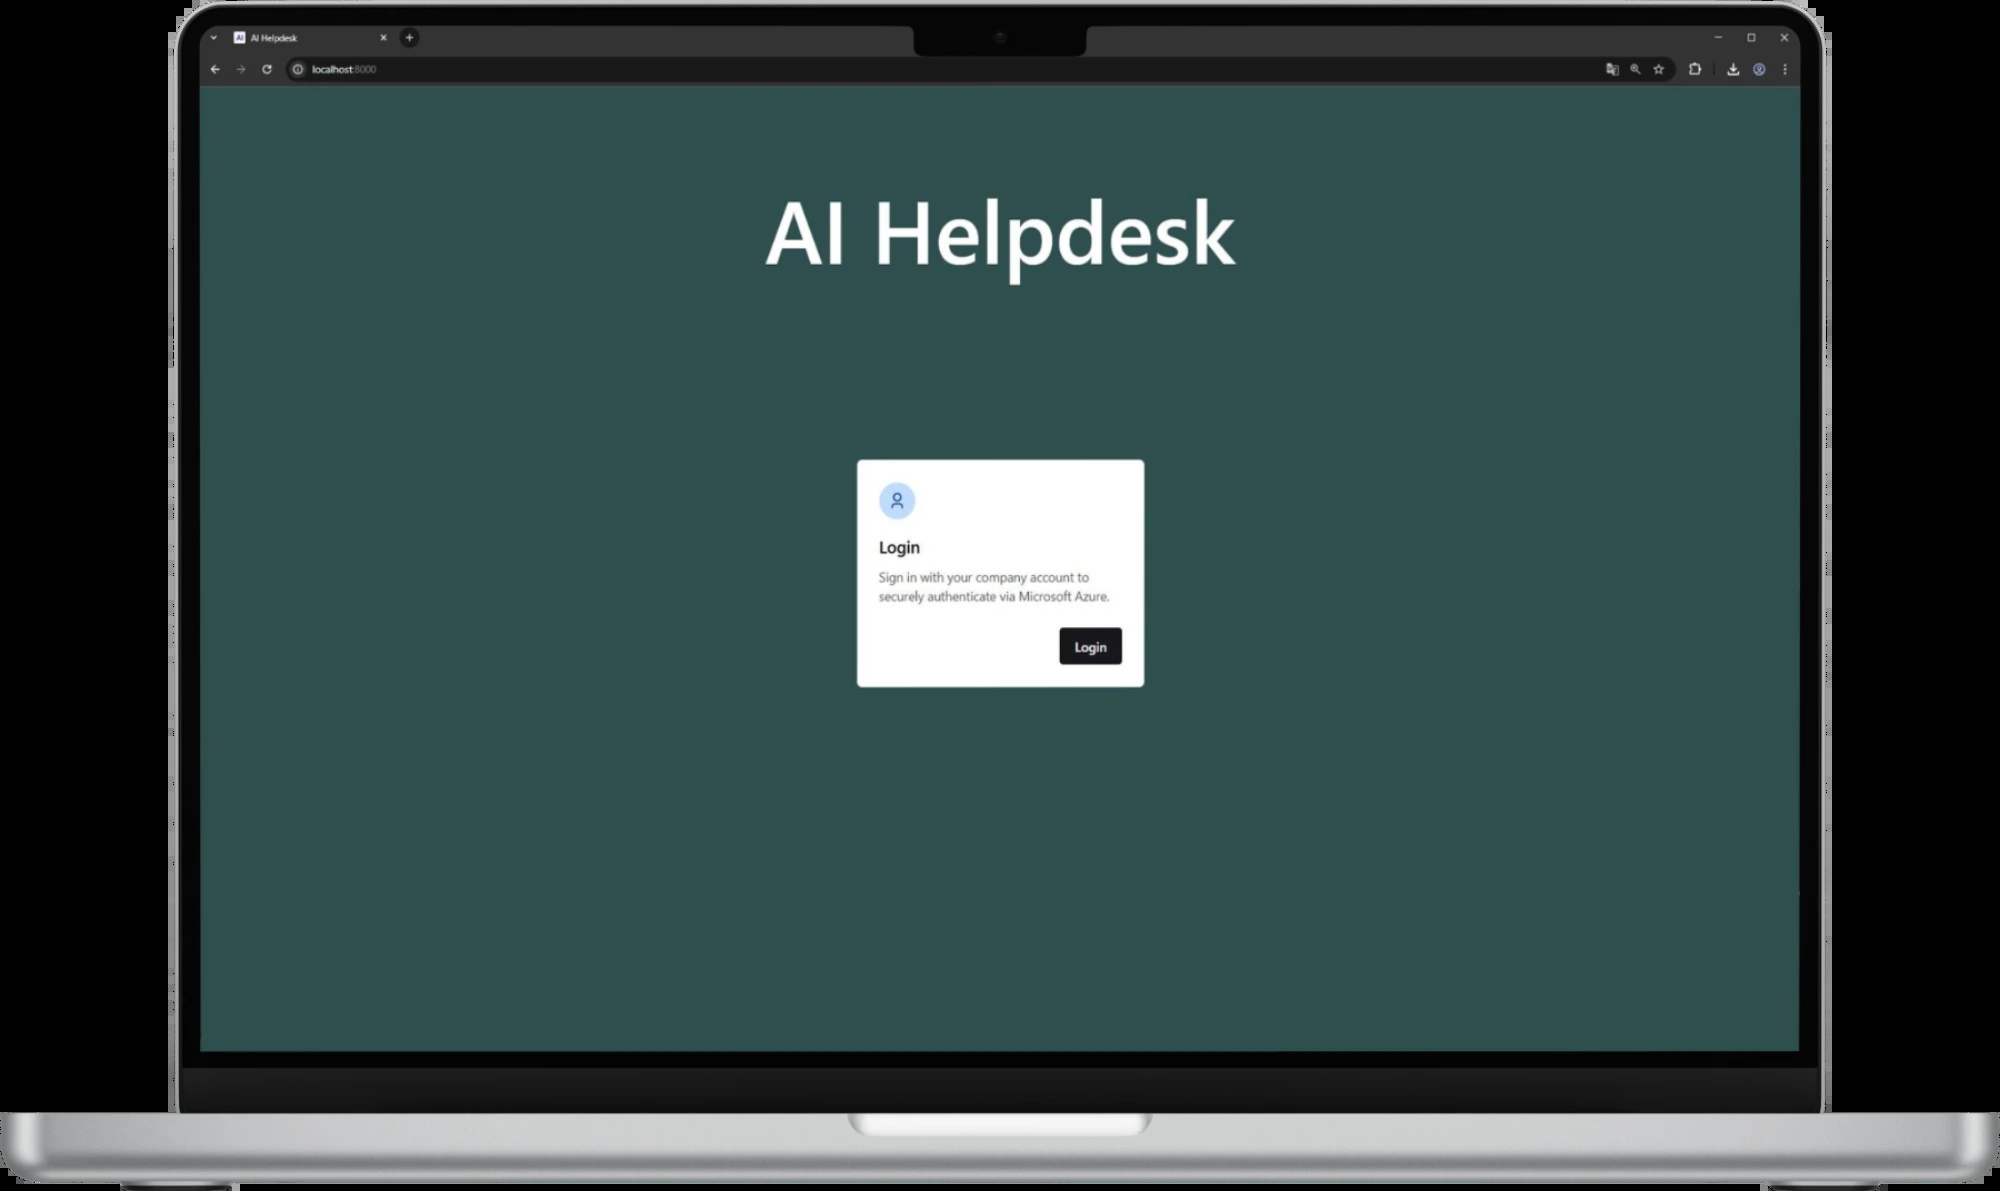 AI AI Helpdesk
localhost:8000
AI Helpdesk
Login
Sign in with your company account to
securely authenticate via Microsoft Azure.
Login